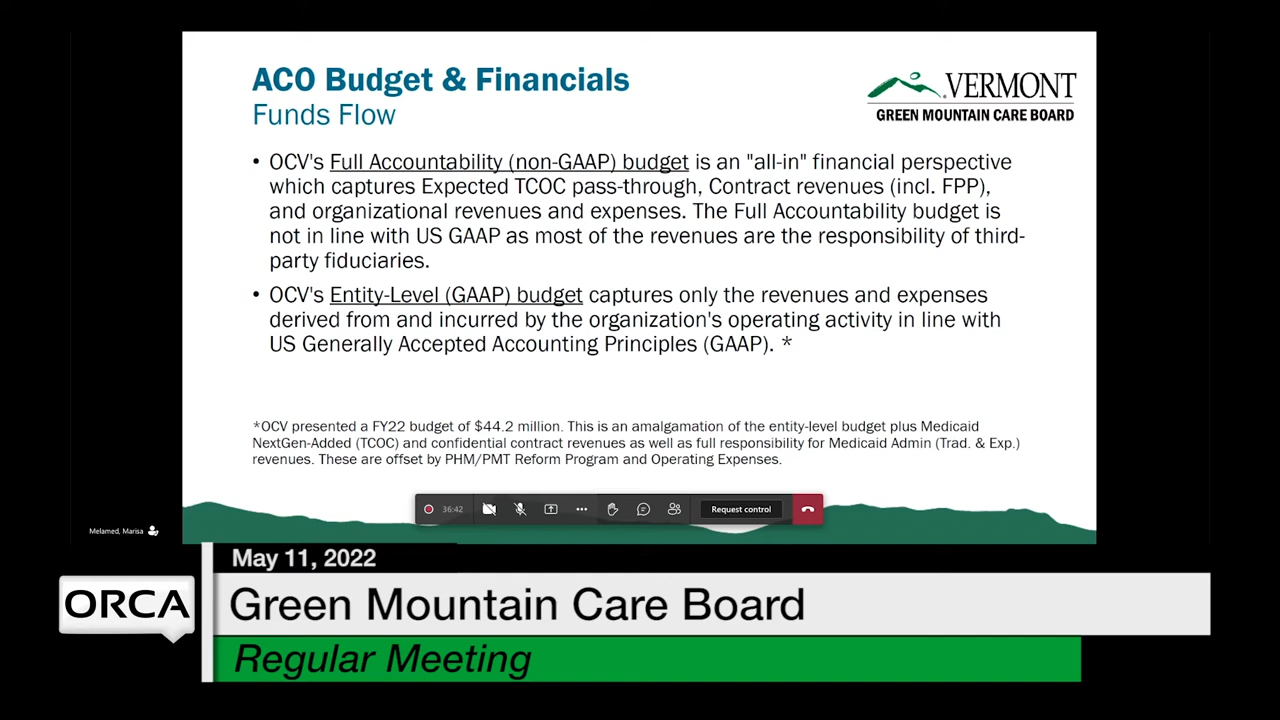 ACO Budget & Financials
Funds Flow
VERMONT
GREEN MOUNTAIN CARE BOARD
• OCV's Full Accountability (non-GAAP) budget is an "all-in" financial perspective
which captures Expected TCOC pass-through, Contract revenues (incl. FPP),
and organizational revenues and expenses. The Full Accountability budget is
not in line with US GAAP as most of the revenues are the responsibility of third-
party fiduciaries.
• OCV's Entity-Level (GAAP) budget captures only the revenues and expenses
derived from and incurred by the organization's operating activity in line with
US Generally Accepted Accounting Principles (GAAP). *
*OCV presented a FY22 budget of $44.2 million. This is an amalgamation of the entity-level budget plus Medicaid
NextGen-Added (TCOC) and confidential contract revenues as well as full responsibility for Medicaid Admin (Trad. & Exp.)
revenues. These are offset by PHM/PMT Reform Program and Operating Expenses.
36:42
Request control
Melamed, Marisa
May 11, 2022
ORCA
Green Mountain Care Board
Regular Meeting